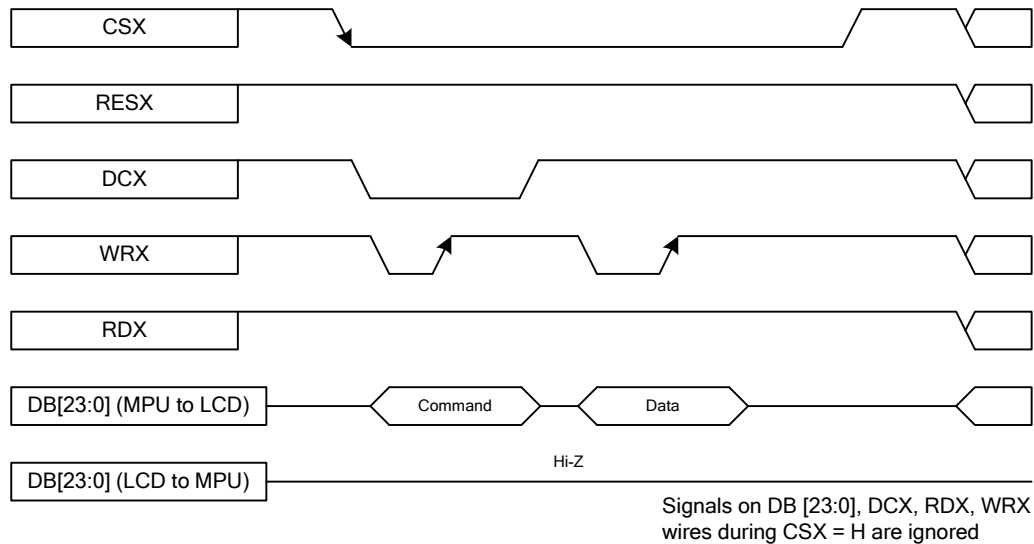 CSX
RESX
DCX
WRX
RDX
DB[23:0] (MPU to LCD)
Command
Data
DB[23:0] (LCD to MPU)
Hi-Z
Signals on DB [23:0], DCX, RDX, WRX
wires during CSX = H are ignored